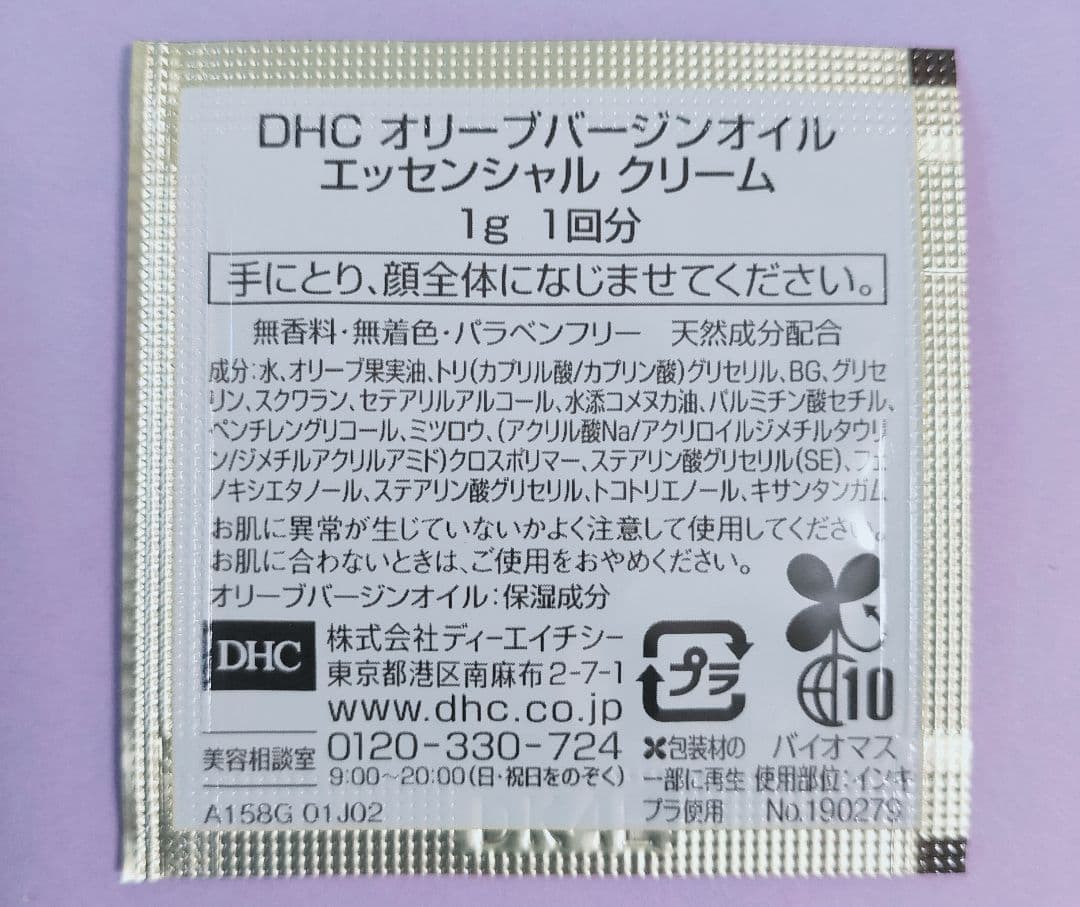 DHC オリーブバージンオイル
エッセンシャル クリーム
1g 1回分
手にとり、顔全体になじませてください。
無香料・無着色・パラベンフリー 天然成分配合
成分:水、オリーブ果実油、トリ(カプリル酸/カプリン酸)グリセリル、BG、グリセ
リン、スクワラン、セテアリルアルコール、水添コメヌカ油、パルミチン酸セチル、
ペンチレングリコール、ミツロウ、(アクリル酸Na/アクリロイルジメチルタウリ
ン/ジメチルアクリルアミド)クロスポリマー、ステアリン酸グリセリル(SE)、フェ
ノキシエタノール、ステアリン酸グリセリル、トコトリエノール、キサンタンガム
お肌に異常が生じていないかよく注意して使用してください。
お肌に合わないときは、ご使用をおやめください。
オリーブバージンオイル:保湿成分
DHC 株式会社ディーエイチシー
東京都港区南麻布2-7-1
www.dhc.co.jp
美容相談室 0120-330-724
9:00〜20:00(日・祝日をのぞく)
A158G 01J02
プラ
包装材の
一部に再生
プラ使用
10
バイオマス
使用部位:インキ
No.190279